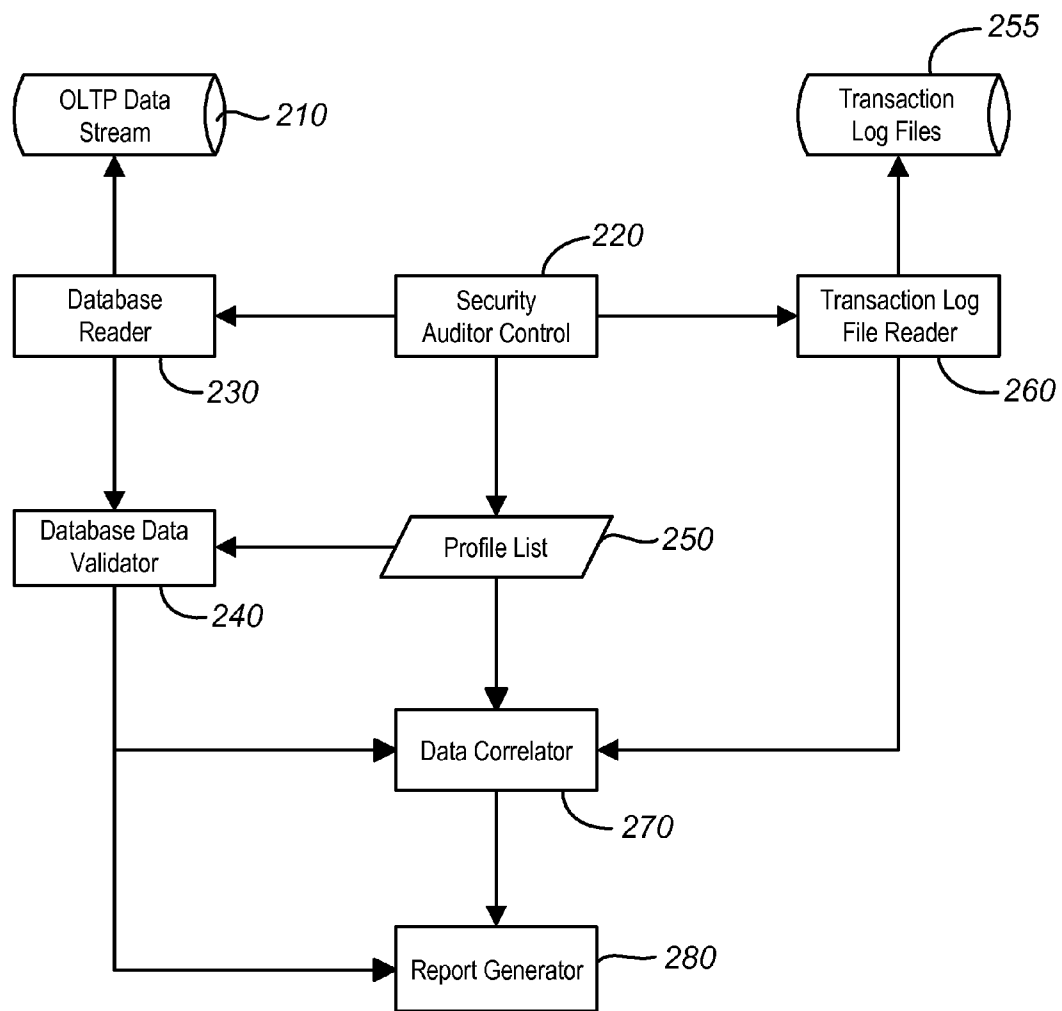 255
OLTP Data
Stream
210
Transaction
Log Files
220
Database
Reader
230
Security
Auditor Control
Transaction Log
File Reader
260
Database Data
Validator
240
Profile List
250
Data Correlator
270
Report Generator
280